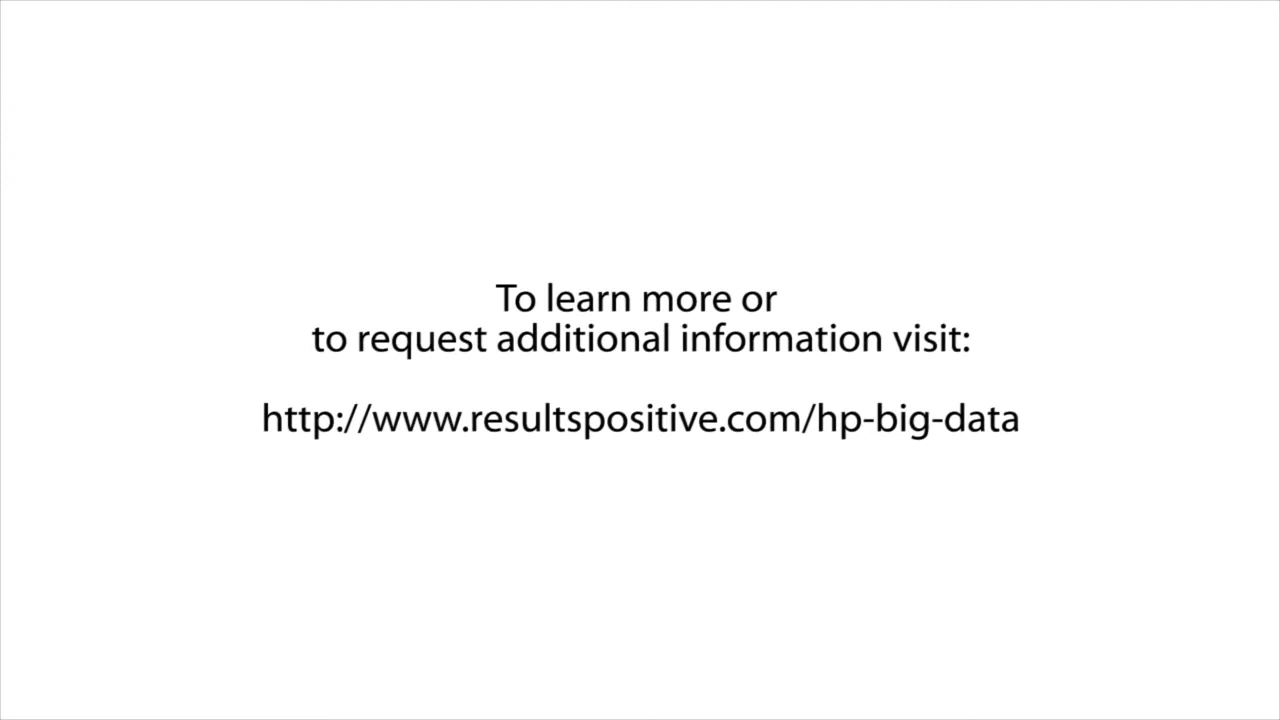 To learn more or
to request additional information visit:
http://www.resultspositive.com/hp-big-data